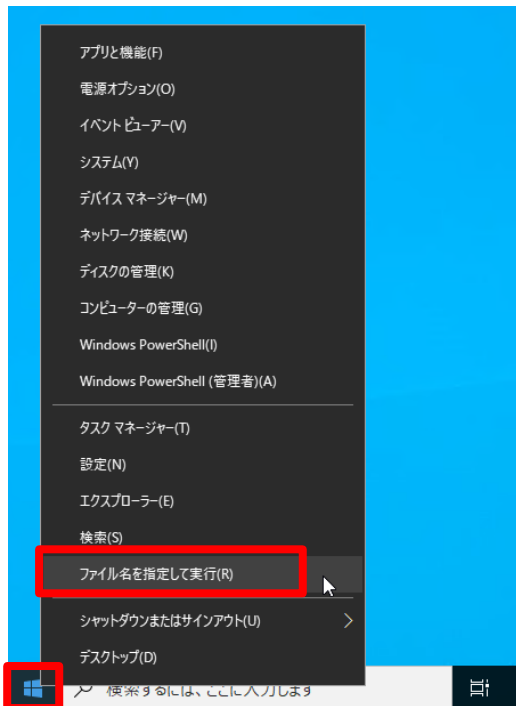 アプリと機能(F)
電源オプション(O)
イベント ビューアー(V)
システム(Y)
デバイス マネージャー(M)
ネットワーク接続(W)
ディスクの管理(K)
コンピューターの管理(G)
Windows PowerShell(I)
Windows PowerShell (管理者)(A)
タスク マネージャー(T)
設定(N)
エクスプローラー(E)
検索(S)
ファイル名を指定して実行(R)
シャットダウンまたはサインアウト(U)
デスクトップ(D)
検索するには、ここに入力します